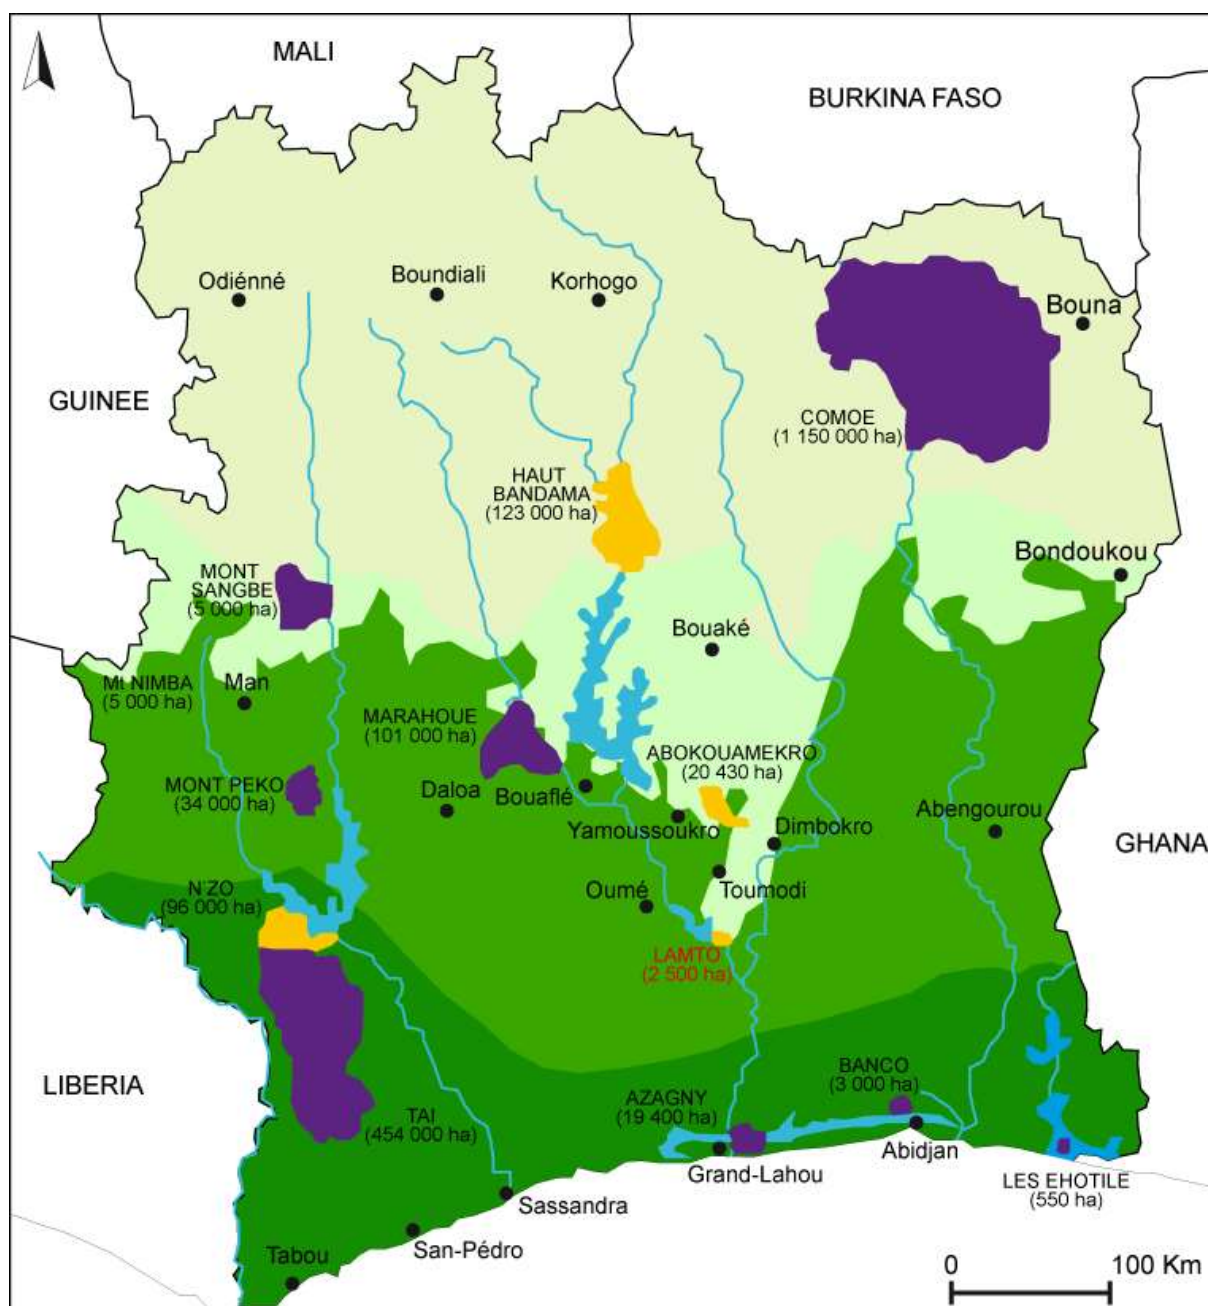 MALI
BURKINA FASO
Odiénné
Boundiali
Korhogo
Bouna
GUINEE
COMOE
(1 150 000 ha)
HAUT
BANDAMA
(123 000 ha)
Bondoukou
MONT
SANGBE
(5 000 ha)
Bouaké
Mt NIMBA
(5 000 ha)
Man
MARAHOUE
(101 000 ha)
ABOKOUAMEKRO
(20 430 ha)
MONT PEKO
(34 000 ha)
Daloa
Bouaflé
Yamoussoukro
Dimbokro
Abengourou
GHANA
N'ZO
(96 000 ha)
Oumé
Toumodi
LAMTO
(2 500 ha)
LIBERIA
BANCO
(3 000 ha)
AZAGNY
(19 400 ha)
TAI
(454 000 ha)
Abidjan
Grand-Lahou
LES EHOTILE
(550 ha)
Sassandra
San-Pédro
Tabou
0
100 Km